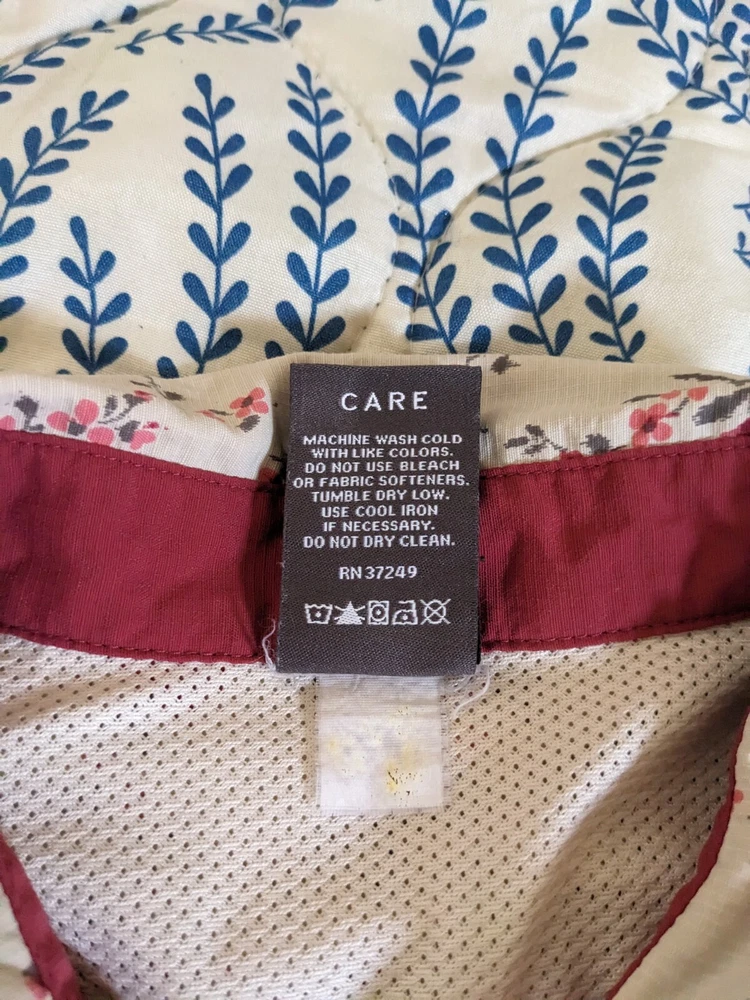 CARE
MACHINE WASH COLD
WITH LIKE COLORS.
DO NOT USE BLEACH
OR FABRIC SOFTENERS.
TUMBLE DRY LOW.
USE COOL IRON
IF NECESSARY.
DO NOT DRY CLEAN.
RN 37249